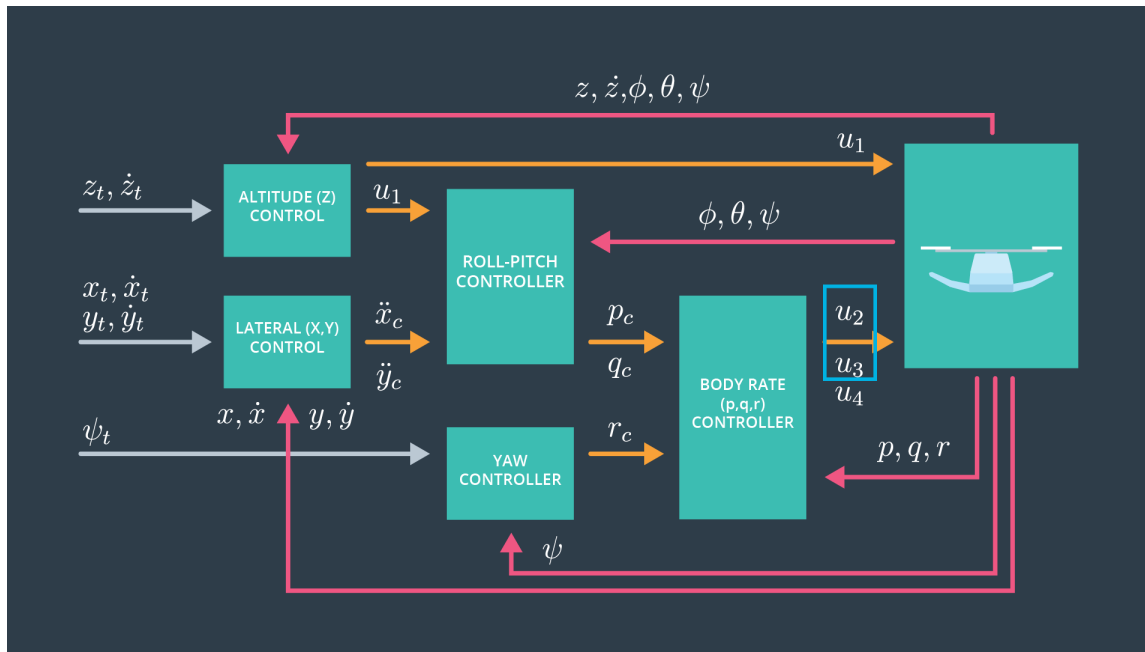 z, ż,ϕ, θ, ψ
u₁
z_t, ż_t
ALTITUDE (Z)
CONTROL
u₁
ϕ, θ, ψ
ROLL-PITCH
CONTROLLER
x_t, ẋ_t
y_t, ẏ_t
LATERAL (X,Y)
CONTROL
ẍ_c
ÿ_c
p_c
q_c
u₂
u₃
u₄
BODY RATE
(p,q,r)
CONTROLLER
x, ẋ
y, ẏ
ψ_t
YAW
CONTROLLER
r_c
p, q, r
ψ